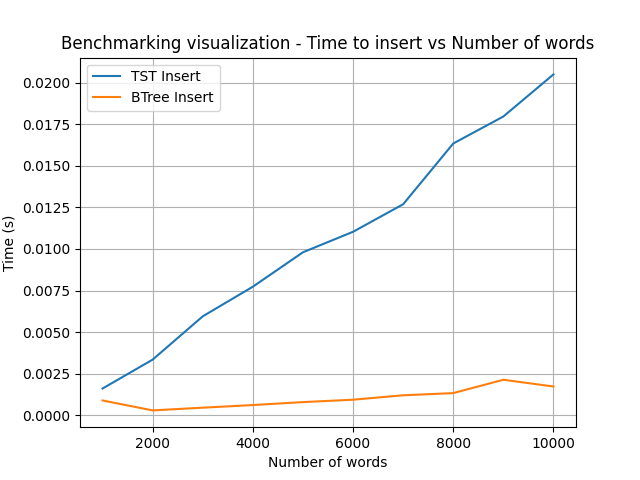 Benchmarking visualization - Time to insert vs Number of words
TST Insert
BTree Insert
Time (s)
0.0200
0.0175
0.0150
0.0125
0.0100
0.0075
0.0050
0.0025
0.0000
2000 4000 6000 8000 10000
Number of words